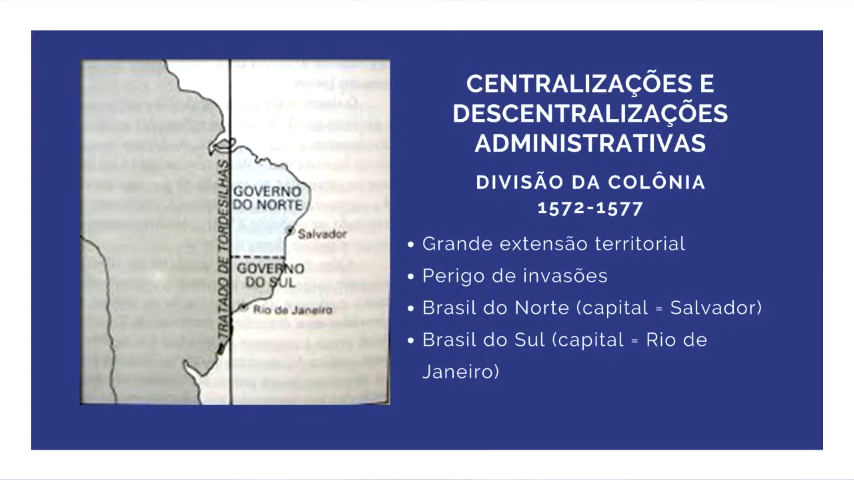 CENTRALIZAÇÕES E
DESCENTRALIZAÇÕES
ADMINISTRATIVAS
DIVISÃO DA COLÔNIA
1572-1577
• Grande extensão territorial
• Perigo de invasões
• Brasil do Norte (capital = Salvador)
• Brasil do Sul (capital = Rio de
Janeiro)
TRATADO DE TORDESILHAS
GOVERNO
DO NORTE
Salvador
GOVERNO
DO SUL
Rio de Janeiro